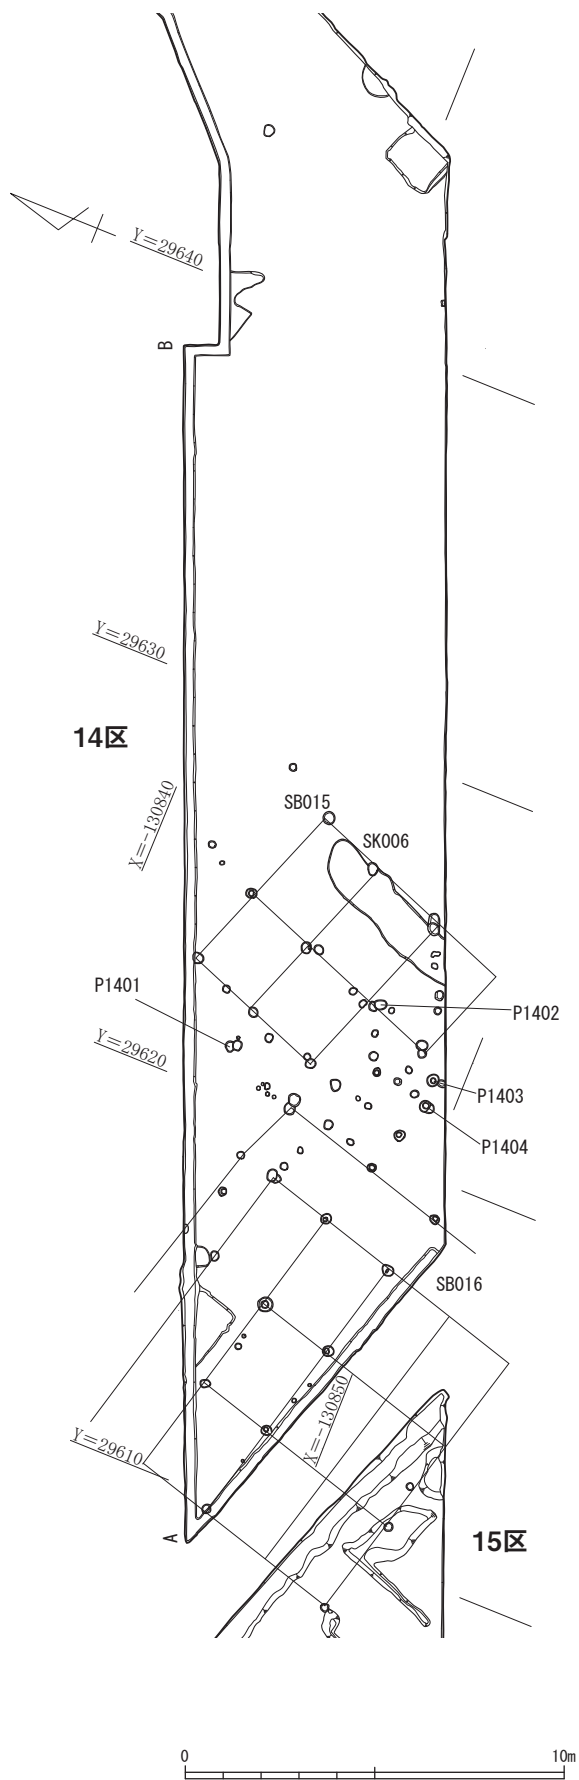 Y=29640
B
Y=29630
14区
X=-130840
SB015
SK006
P1401
P1402
Y=29620
P1403
P1404
SB016
X=-130850
Y=29610
A
15区
0
10m